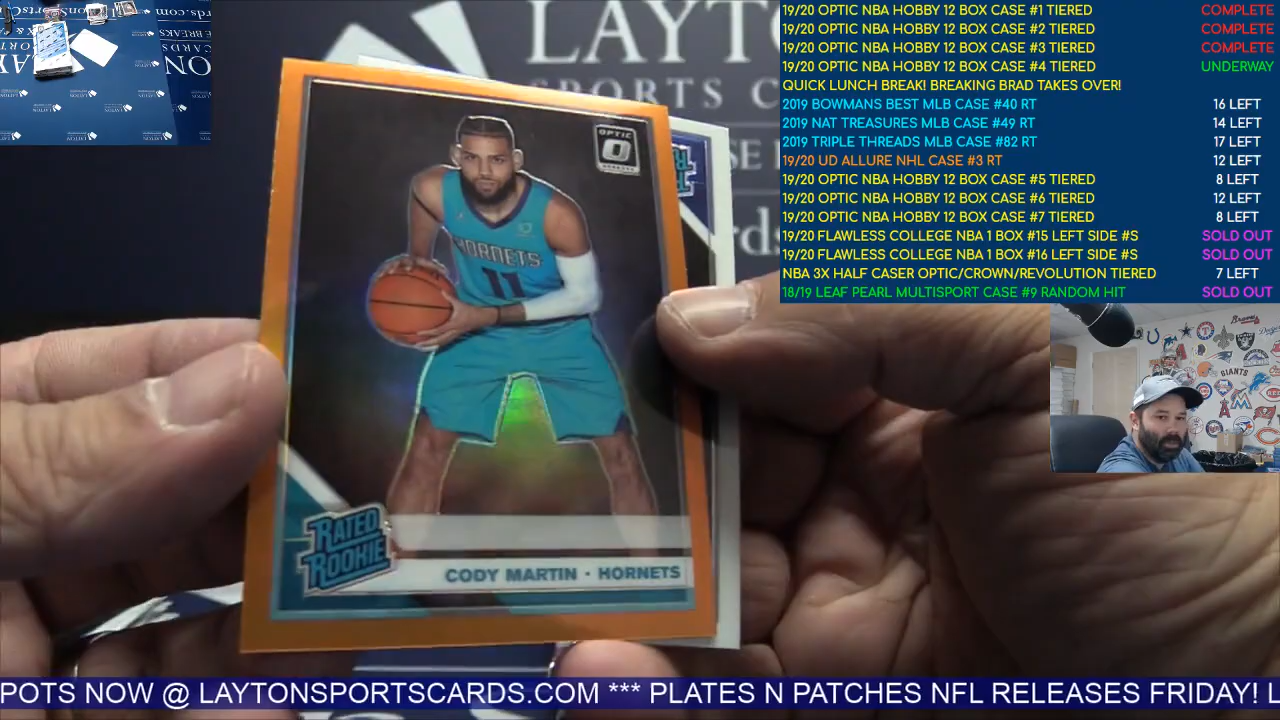 19/20 OPTIC NBA HOBBY 12 BOX CASE #1 TIERED COMPLETE
19/20 OPTIC NBA HOBBY 12 BOX CASE #2 TIERED COMPLETE
19/20 OPTIC NBA HOBBY 12 BOX CASE #3 TIERED COMPLETE
19/20 OPTIC NBA HOBBY 12 BOX CASE #4 TIERED UNDERWAY
QUICK LUNCH BREAK! BREAKING BRAD TAKES OVER!
2019 BOWMANS BEST MLB CASE #40 RT 16 LEFT
2019 NAT TREASURES MLB CASE #49 RT 14 LEFT
2019 TRIPLE THREADS MLB CASE #82 RT 17 LEFT
19/20 UD ALLURE NHL CASE #3 RT 12 LEFT
19/20 OPTIC NBA HOBBY 12 BOX CASE #5 TIERED 8 LEFT
19/20 OPTIC NBA HOBBY 12 BOX CASE #6 TIERED 12 LEFT
19/20 OPTIC NBA HOBBY 12 BOX CASE #7 TIERED 8 LEFT
19/20 FLAWLESS COLLEGE NBA 1 BOX #15 LEFT SIDE #S SOLD OUT
19/20 FLAWLESS COLLEGE NBA 1 BOX #16 LEFT SIDE #S SOLD OUT
NBA 3X HALF CASER OPTIC/CROWN/REVOLUTION TIERED 7 LEFT
18/19 LEAF PEARL MULTISPORT CASE #9 RANDOM HIT SOLD OUT
LAYTO
SPORTS C
OPTIC
HORNETS
11
RATED
ROOKIE
CODY MARTIN · HORNETS
GIANTS
POTS NOW @ LAYTONSPORTSCARDS.COM *** PLATES N PATCHES NFL RELEASES FRIDAY! L